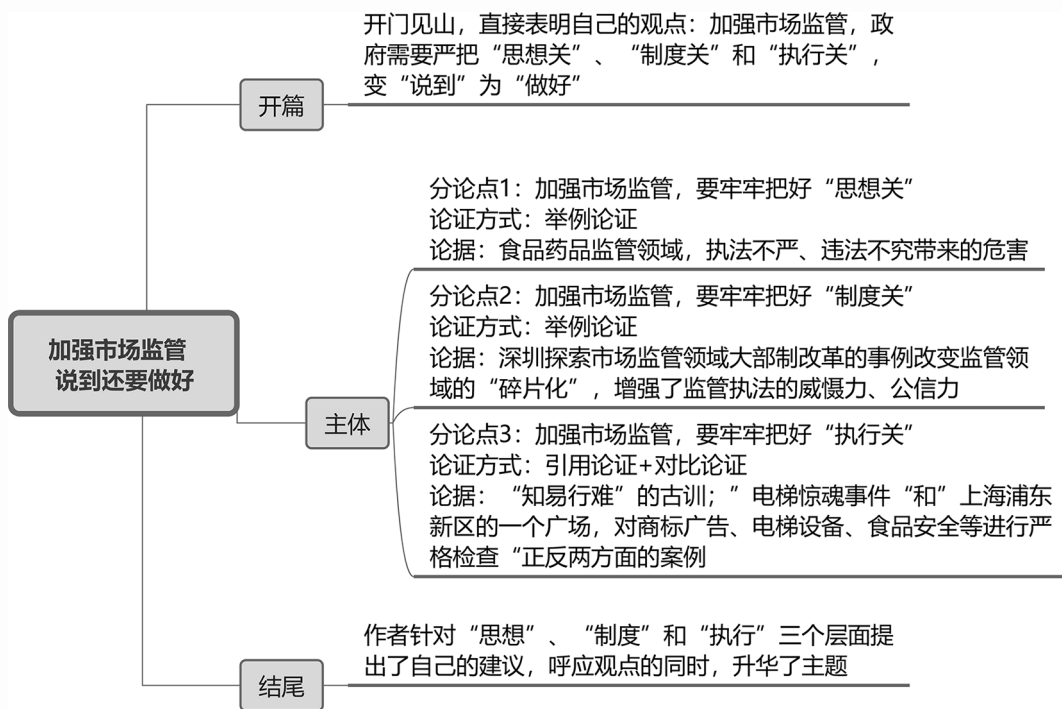 开门见山，直接表明自己的观点：加强市场监管，政
府需要严把“思想关”、“制度关”和“执行关”，
变“说到”为“做好”
开篇
分论点1：加强市场监管，要牢牢把好“思想关”
论证方式：举例论证
论据：食品药品监管领域，执法不严、违法不究带来的危害
分论点2：加强市场监管，要牢牢把好“制度关”
论证方式：举例论证
论据：深圳探索市场监管领域大部制改革的事例改变监管领
域的“碎片化”，增强了监管执法的威慑力、公信力
加强市场监管
说到还要做好
主体
分论点3：加强市场监管，要牢牢把好“执行关”
论证方式：引用论证+对比论证
论据：“知易行难”的古训；”电梯惊魂事件“和”上海浦东
新区的一个广场，对商标广告、电梯设备、食品安全等进行严
格检查“正反两方面的案例
作者针对“思想”、“制度”和“执行”三个层面提
出了自己的建议，呼应观点的同时，升华了主题
结尾